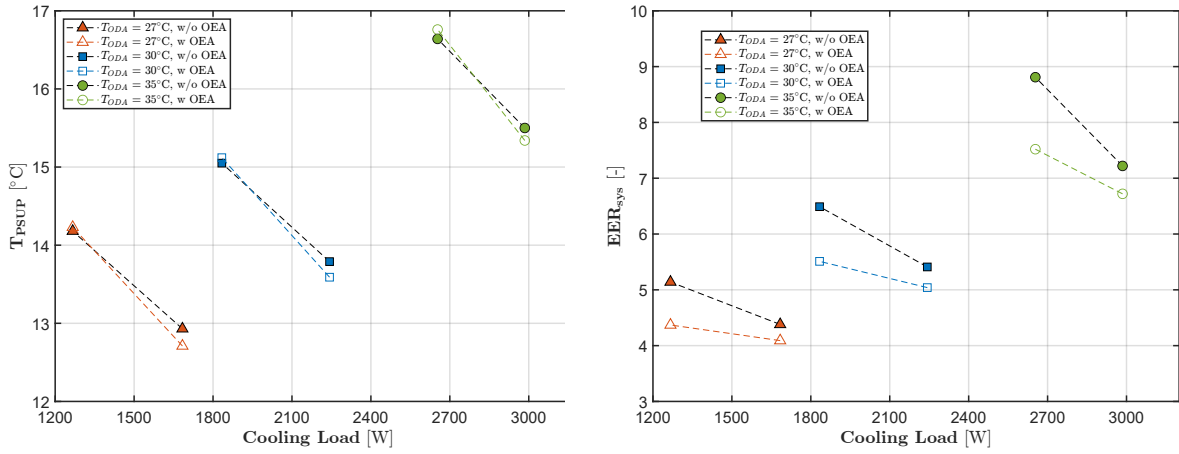 17
16
15
14
13
12
T_PSUP [°C]
T_ODA = 27°C, w/o OEA
T_ODA = 27°C, w OEA
T_ODA = 30°C, w/o OEA
T_ODA = 30°C, w OEA
T_ODA = 35°C, w/o OEA
T_ODA = 35°C, w OEA
1200 1500 1800 2100 2400 2700 3000
Cooling Load [W]
10
9
8
7
6
5
4
3
EER_sys [-]
T_ODA = 27°C, w/o OEA
T_ODA = 27°C, w OEA
T_ODA = 30°C, w/o OEA
T_ODA = 30°C, w OEA
T_ODA = 35°C, w/o OEA
T_ODA = 35°C, w OEA
1200 1500 1800 2100 2400 2700 3000
Cooling Load [W]